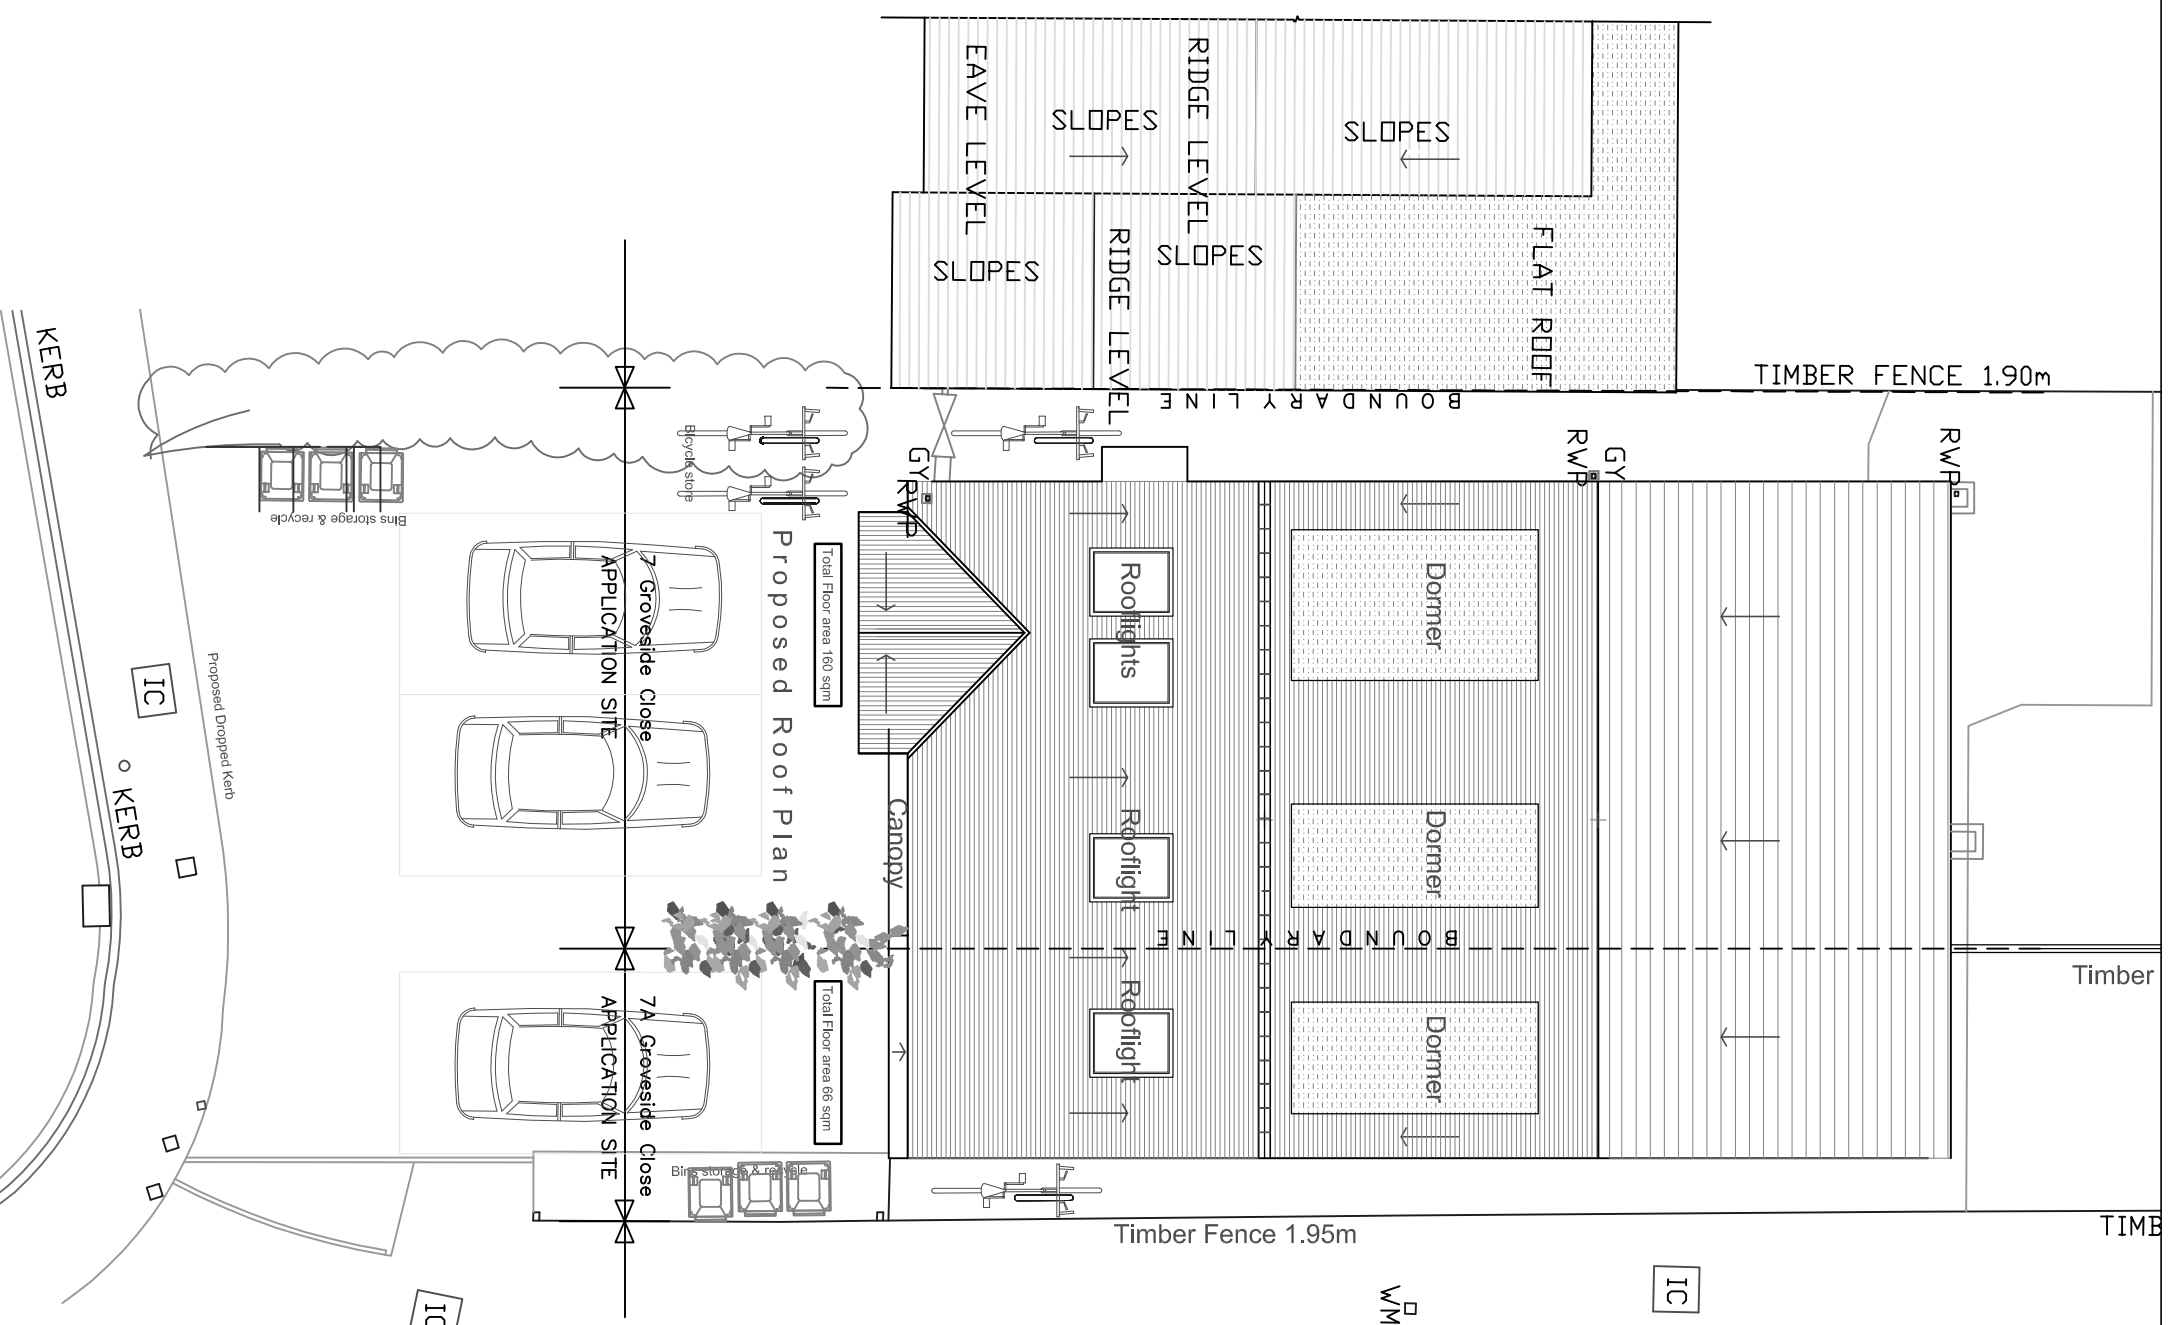 EAVE LEVEL
RIDGE LEVEL
SLOPES
SLOPES
SLOPES
RIDGE LEVEL
SLOPES
FLAT ROOF
TIMBER FENCE 1.90m
BOUNDARY LINE
KERB
Bicycle store
GY
RWP
RWP
GY
RWP
Bins storage & recycle
7 Groveside Close
APPLICATION SITE
Proposed Roof Plan
Total Floor area 160 sqm
Rooflights
Dormer
IC
Proposed Dropped Kerb
KERB
Canopy
Rooflight
Dormer
BOUNDARY LINE
Timber
7A Groveside Close
APPLICATION SITE
Total Floor area 66 sqm
Rooflight
Dormer
Bins storage & recycle
Timber Fence 1.95m
TIMB
IC
WM
IC